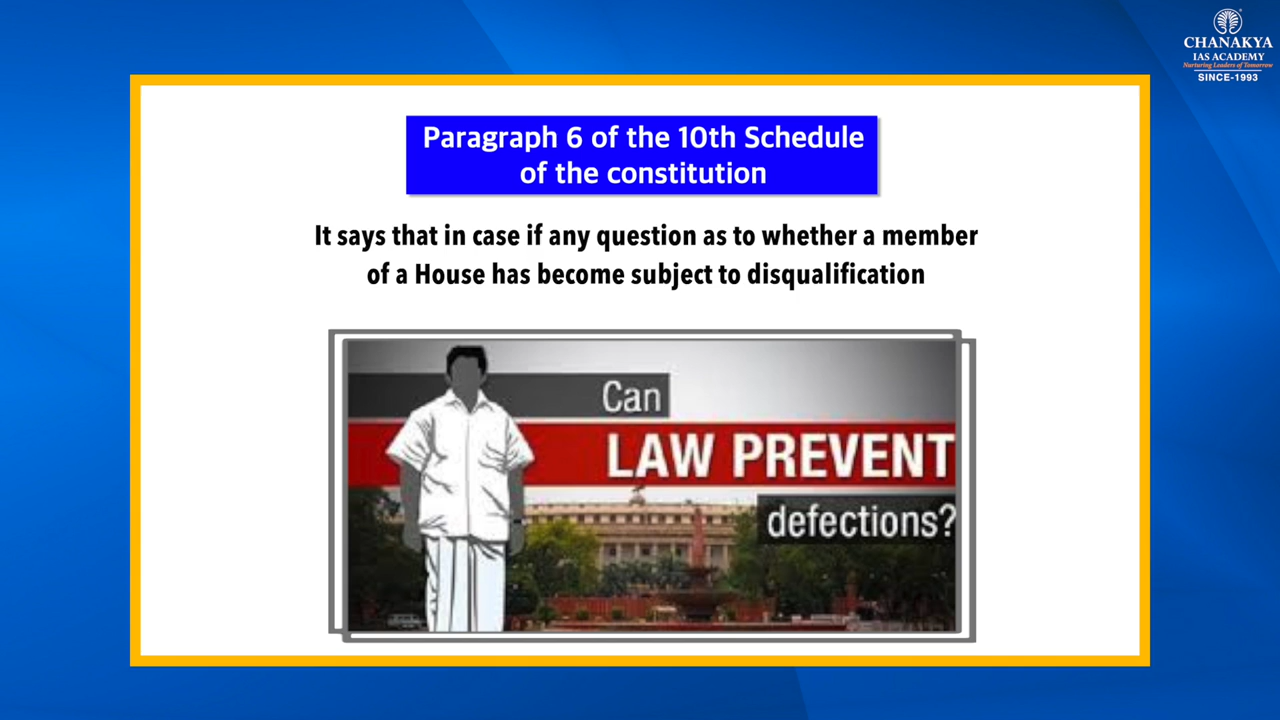 CHANAKYA
IAS ACADEMY
Nurturing Leaders of Tomorrow
SINCE-1993
Paragraph 6 of the 10th Schedule
of the constitution
It says that in case if any question as to whether a member
of a House has become subject to disqualification
Can
LAW PREVENT
defections?